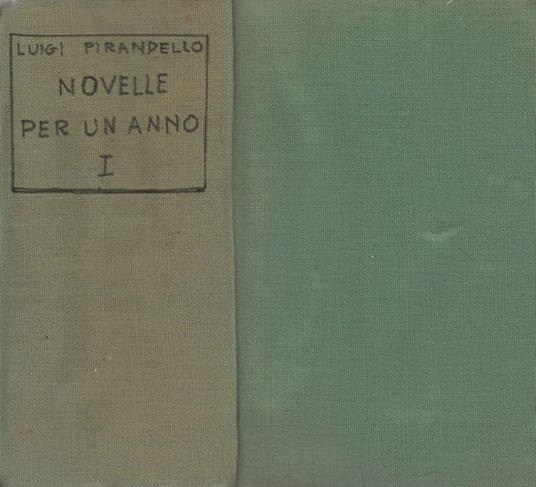 LUIGI PIRANDELLO
NOVELLE
PER UN ANNO
I